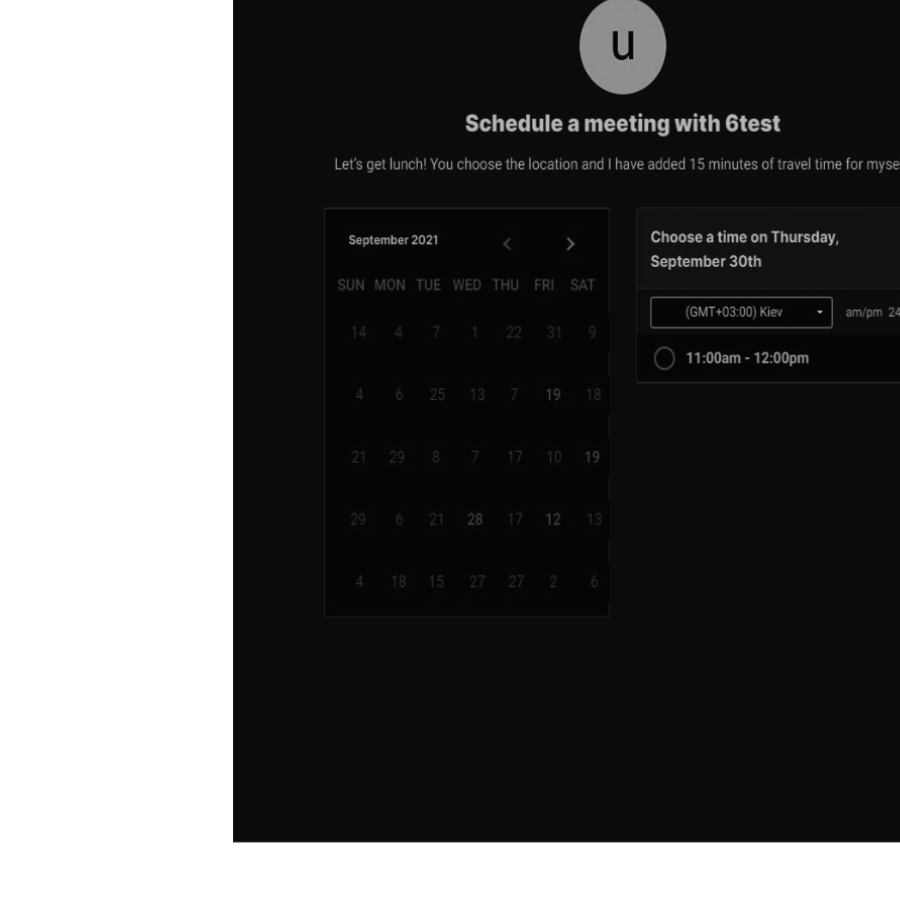 u
Schedule a meeting with 6test
Let's get lunch! You choose the location and I have added 15 minutes of travel time for myse
September 2021
SUN MON TUE WED THU FRI SAT
14 4 7 1 22 31 9
4 6 25 13 7 19 18
21 29 8 7 17 10 19
29 6 21 28 17 12 13
4 18 15 27 27 2 6
Choose a time on Thursday,
September 30th
(GMT+03:00) Kiev am/pm 24
11:00am - 12:00pm